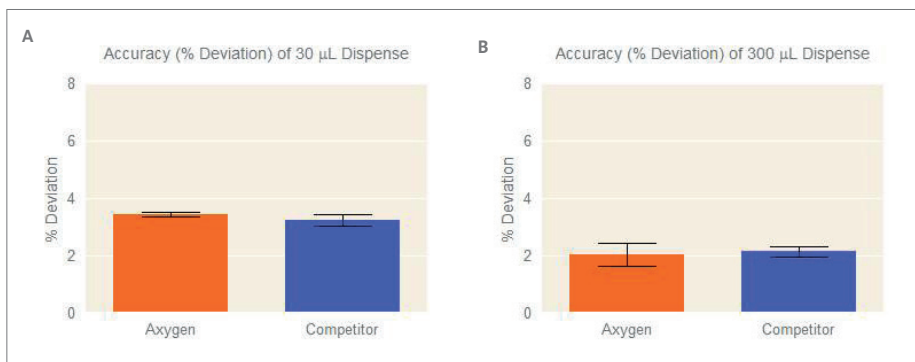 A
Accuracy (% Deviation) of 30 µL Dispense
8
6
4
2
0
% Deviation
Axygen
Competitor
B
Accuracy (% Deviation) of 300 µL Dispense
8
6
4
2
0
% Deviation
Axygen
Competitor